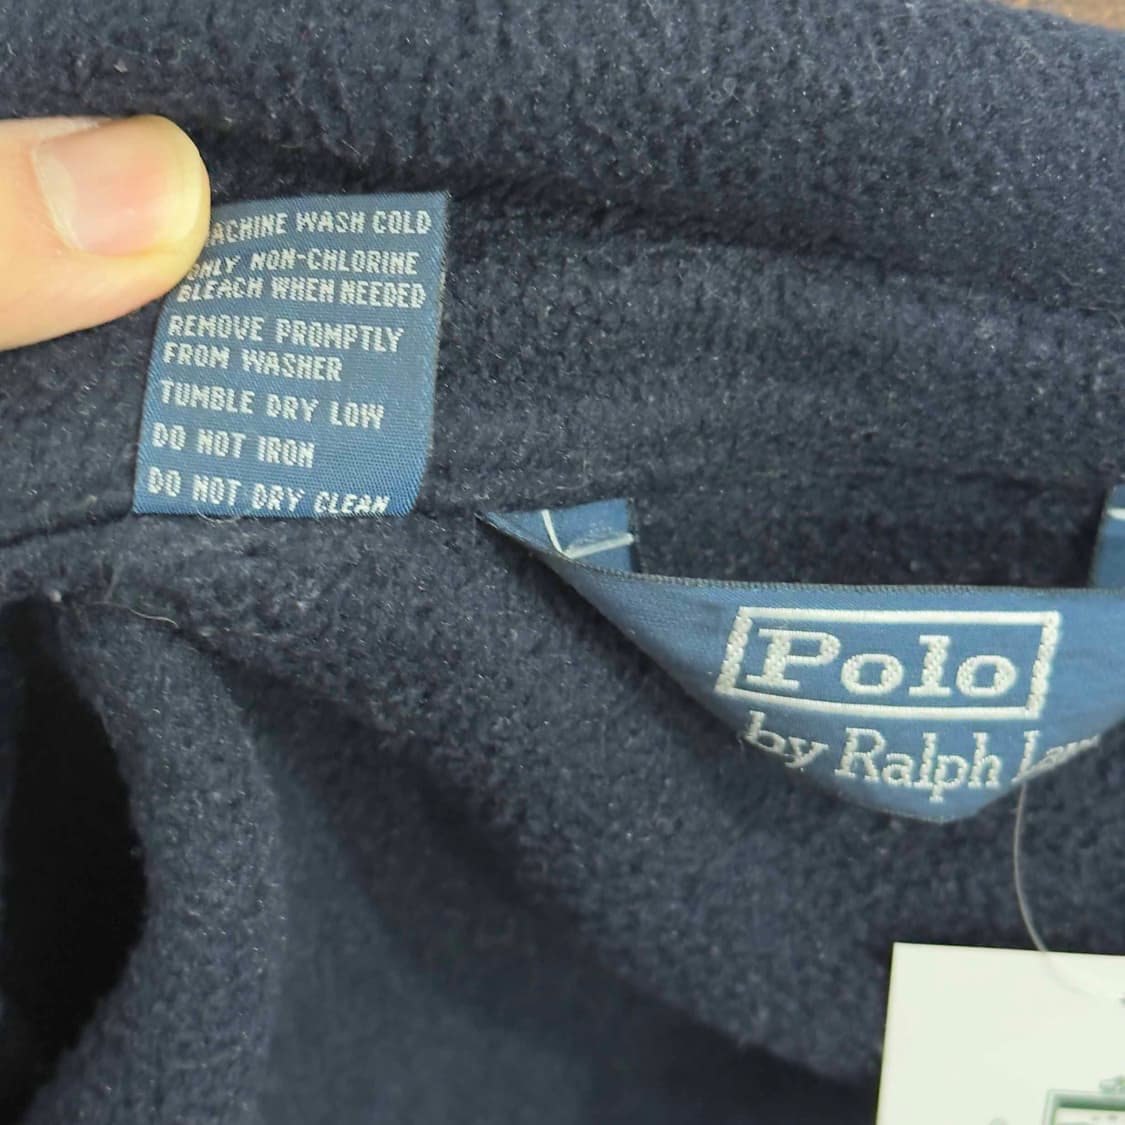 MACHINE WASH COLD
ONLY NON-CHLORINE
BLEACH WHEN NEEDED
REMOVE PROMPTLY
FROM WASHER
TUMBLE DRY LOW
DO NOT IRON
DO NOT DRY CLEAN
Polo
by Ralph